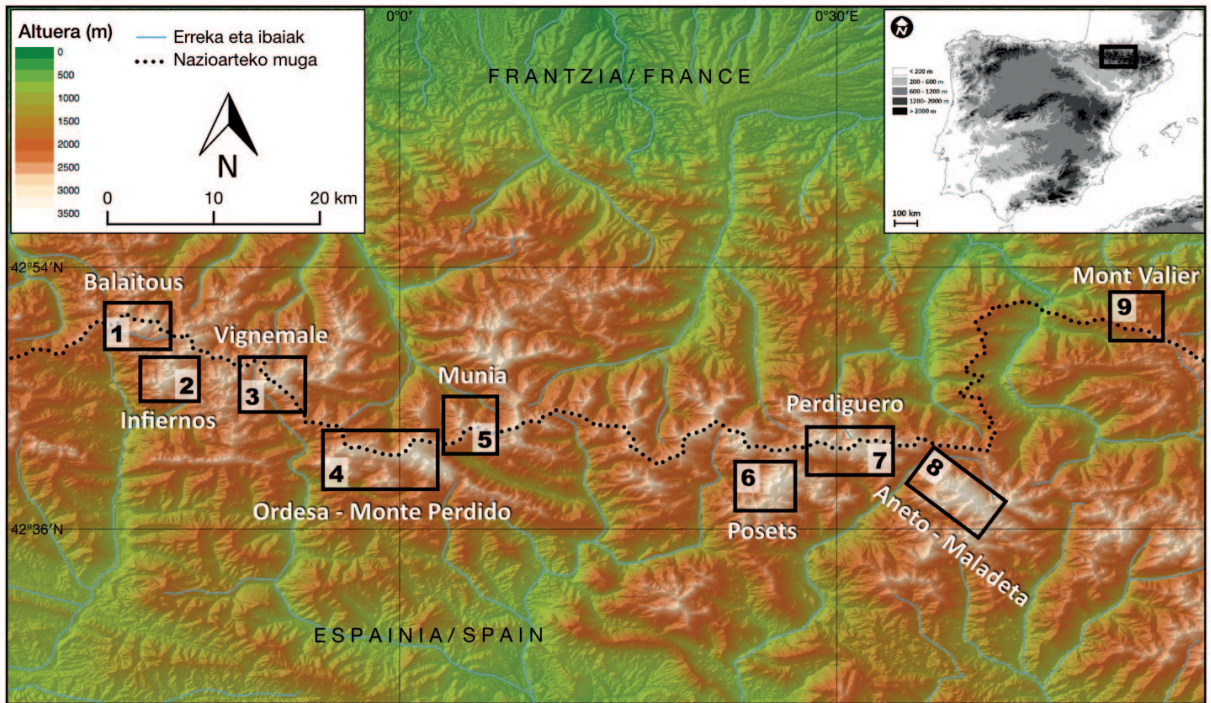 Altuera (m)
0
500
1000
1500
2000
2500
3000
3500
Erreka eta ibaiak
Nazioarteko muga
N
0 10 20 km
0°0′
0°30′E
FRANTZIA/FRANCE
N
< 200 m
200 - 600 m
600 - 1200 m
1200- 2000 m
> 2000 m
100 km
42°54′N
Balaitous
1
2
Infiernos
Vignemale
3
4
Ordesa - Monte Perdido
Munia
5
6
Posets
Perdiguero
7
8
Aneto - Maladeta
Mont Valier
9
42°36′N
ESPAINIA/SPAIN